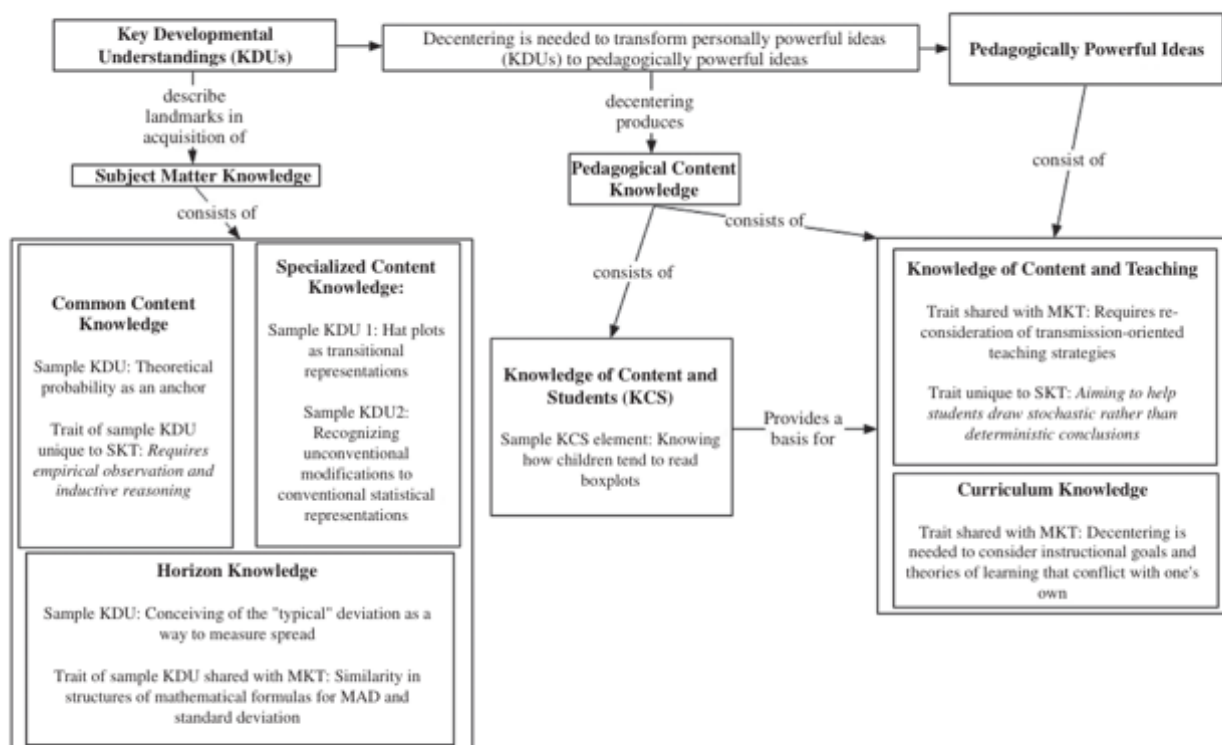 Key Developmental
Understandings (KDUs)
Decentering is needed to transform personally powerful ideas
(KDUs) to pedagogically powerful ideas
Pedagogically Powerful Ideas
describe
landmarks in
acquisition of
decentering
produces
consist of
Subject Matter Knowledge
Pedagogical Content
Knowledge
consists of
consists of
consists of
Common Content
Knowledge
Sample KDU: Theoretical
probability as an anchor
Trait of sample KDU
unique to SKT: Requires
empirical observation and
inductive reasoning
Specialized Content
Knowledge:
Sample KDU 1: Hat plots
as transitional
representations
Sample KDU2:
Recognizing
unconventional
modifications to
conventional statistical
representations
Horizon Knowledge
Sample KDU: Conceiving of the "typical" deviation as a
way to measure spread
Trait of sample KDU shared with MKT: Similarity in
structures of mathematical formulas for MAD and
standard deviation
Knowledge of Content and
Students (KCS)
Sample KCS element: Knowing
how children tend to read
boxplots
Provides a
basis for
Knowledge of Content and Teaching
Trait shared with MKT: Requires re-
consideration of transmission-oriented
teaching strategies
Trait unique to SKT: Aiming to help
students draw stochastic rather than
deterministic conclusions
Curriculum Knowledge
Trait shared with MKT: Decentering is
needed to consider instructional goals and
theories of learning that conflict with one's
own